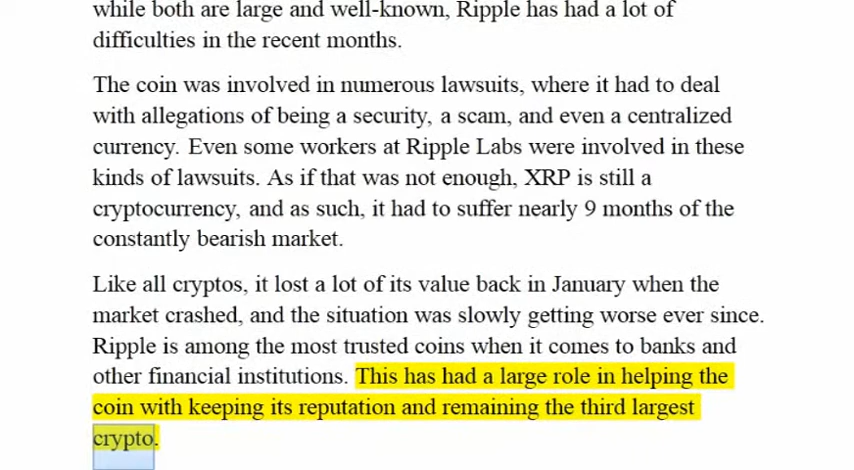 while both are large and well-known, Ripple has had a lot of
difficulties in the recent months.
The coin was involved in numerous lawsuits, where it had to deal
with allegations of being a security, a scam, and even a centralized
currency. Even some workers at Ripple Labs were involved in these
kinds of lawsuits. As if that was not enough, XRP is still a
cryptocurrency, and as such, it had to suffer nearly 9 months of the
constantly bearish market.
Like all cryptos, it lost a lot of its value back in January when the
market crashed, and the situation was slowly getting worse ever since.
Ripple is among the most trusted coins when it comes to banks and
other financial institutions. This has had a large role in helping the
coin with keeping its reputation and remaining the third largest
crypto.